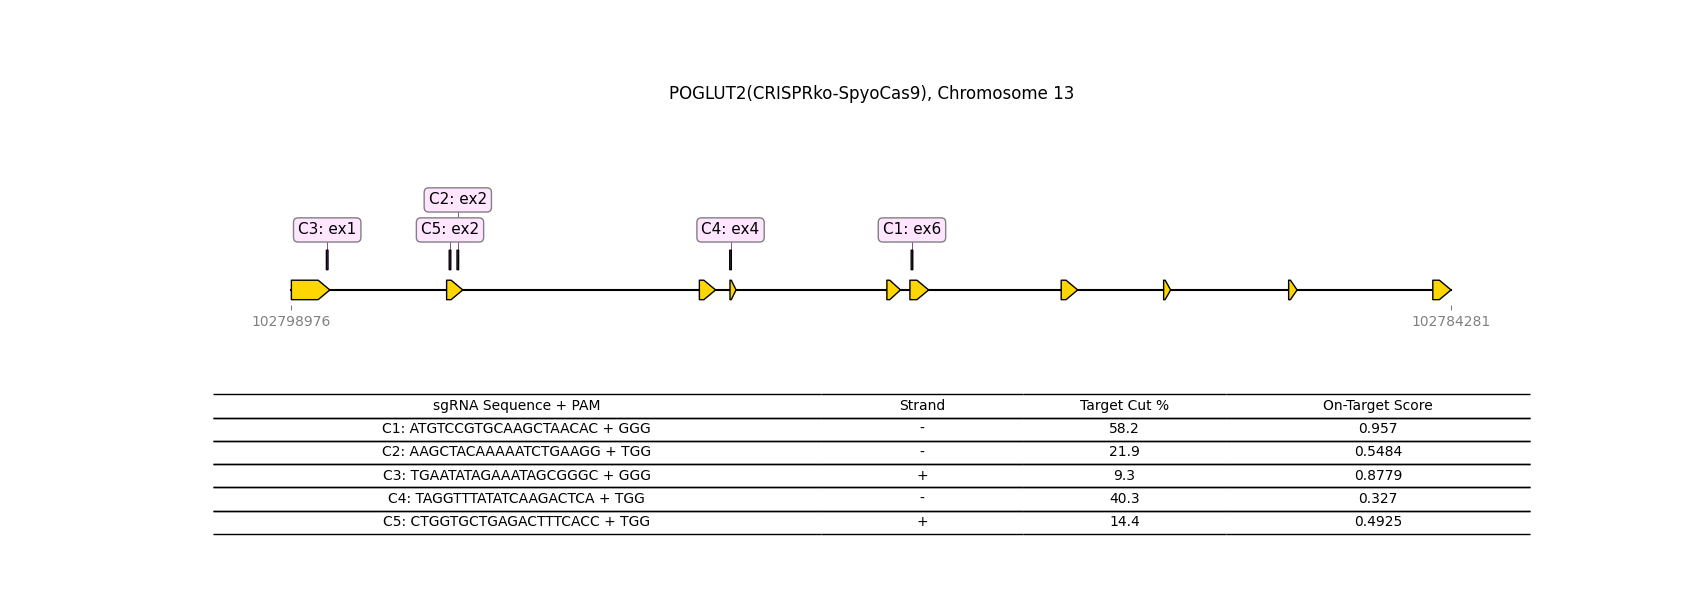 POGLUT2(CRISPRko-SpyoCas9), Chromosome 13
C2: ex2
C3: ex1 C5: ex2 C4: ex4 C1: ex6
102798976 102784281
sgRNA Sequence + PAM Strand Target Cut % On-Target Score
C1: ATGTCCGTGCAAGCTAACAC + GGG - 58.2 0.957
C2: AAGCTACAAAAATCTGAAGG + TGG - 21.9 0.5484
C3: TGAATATAGAAATAGCGGGC + GGG + 9.3 0.8779
C4: TAGGTTTATATCAAGACTCA + TGG - 40.3 0.327
C5: CTGGTGCTGAGACTTTCACC + TGG + 14.4 0.4925